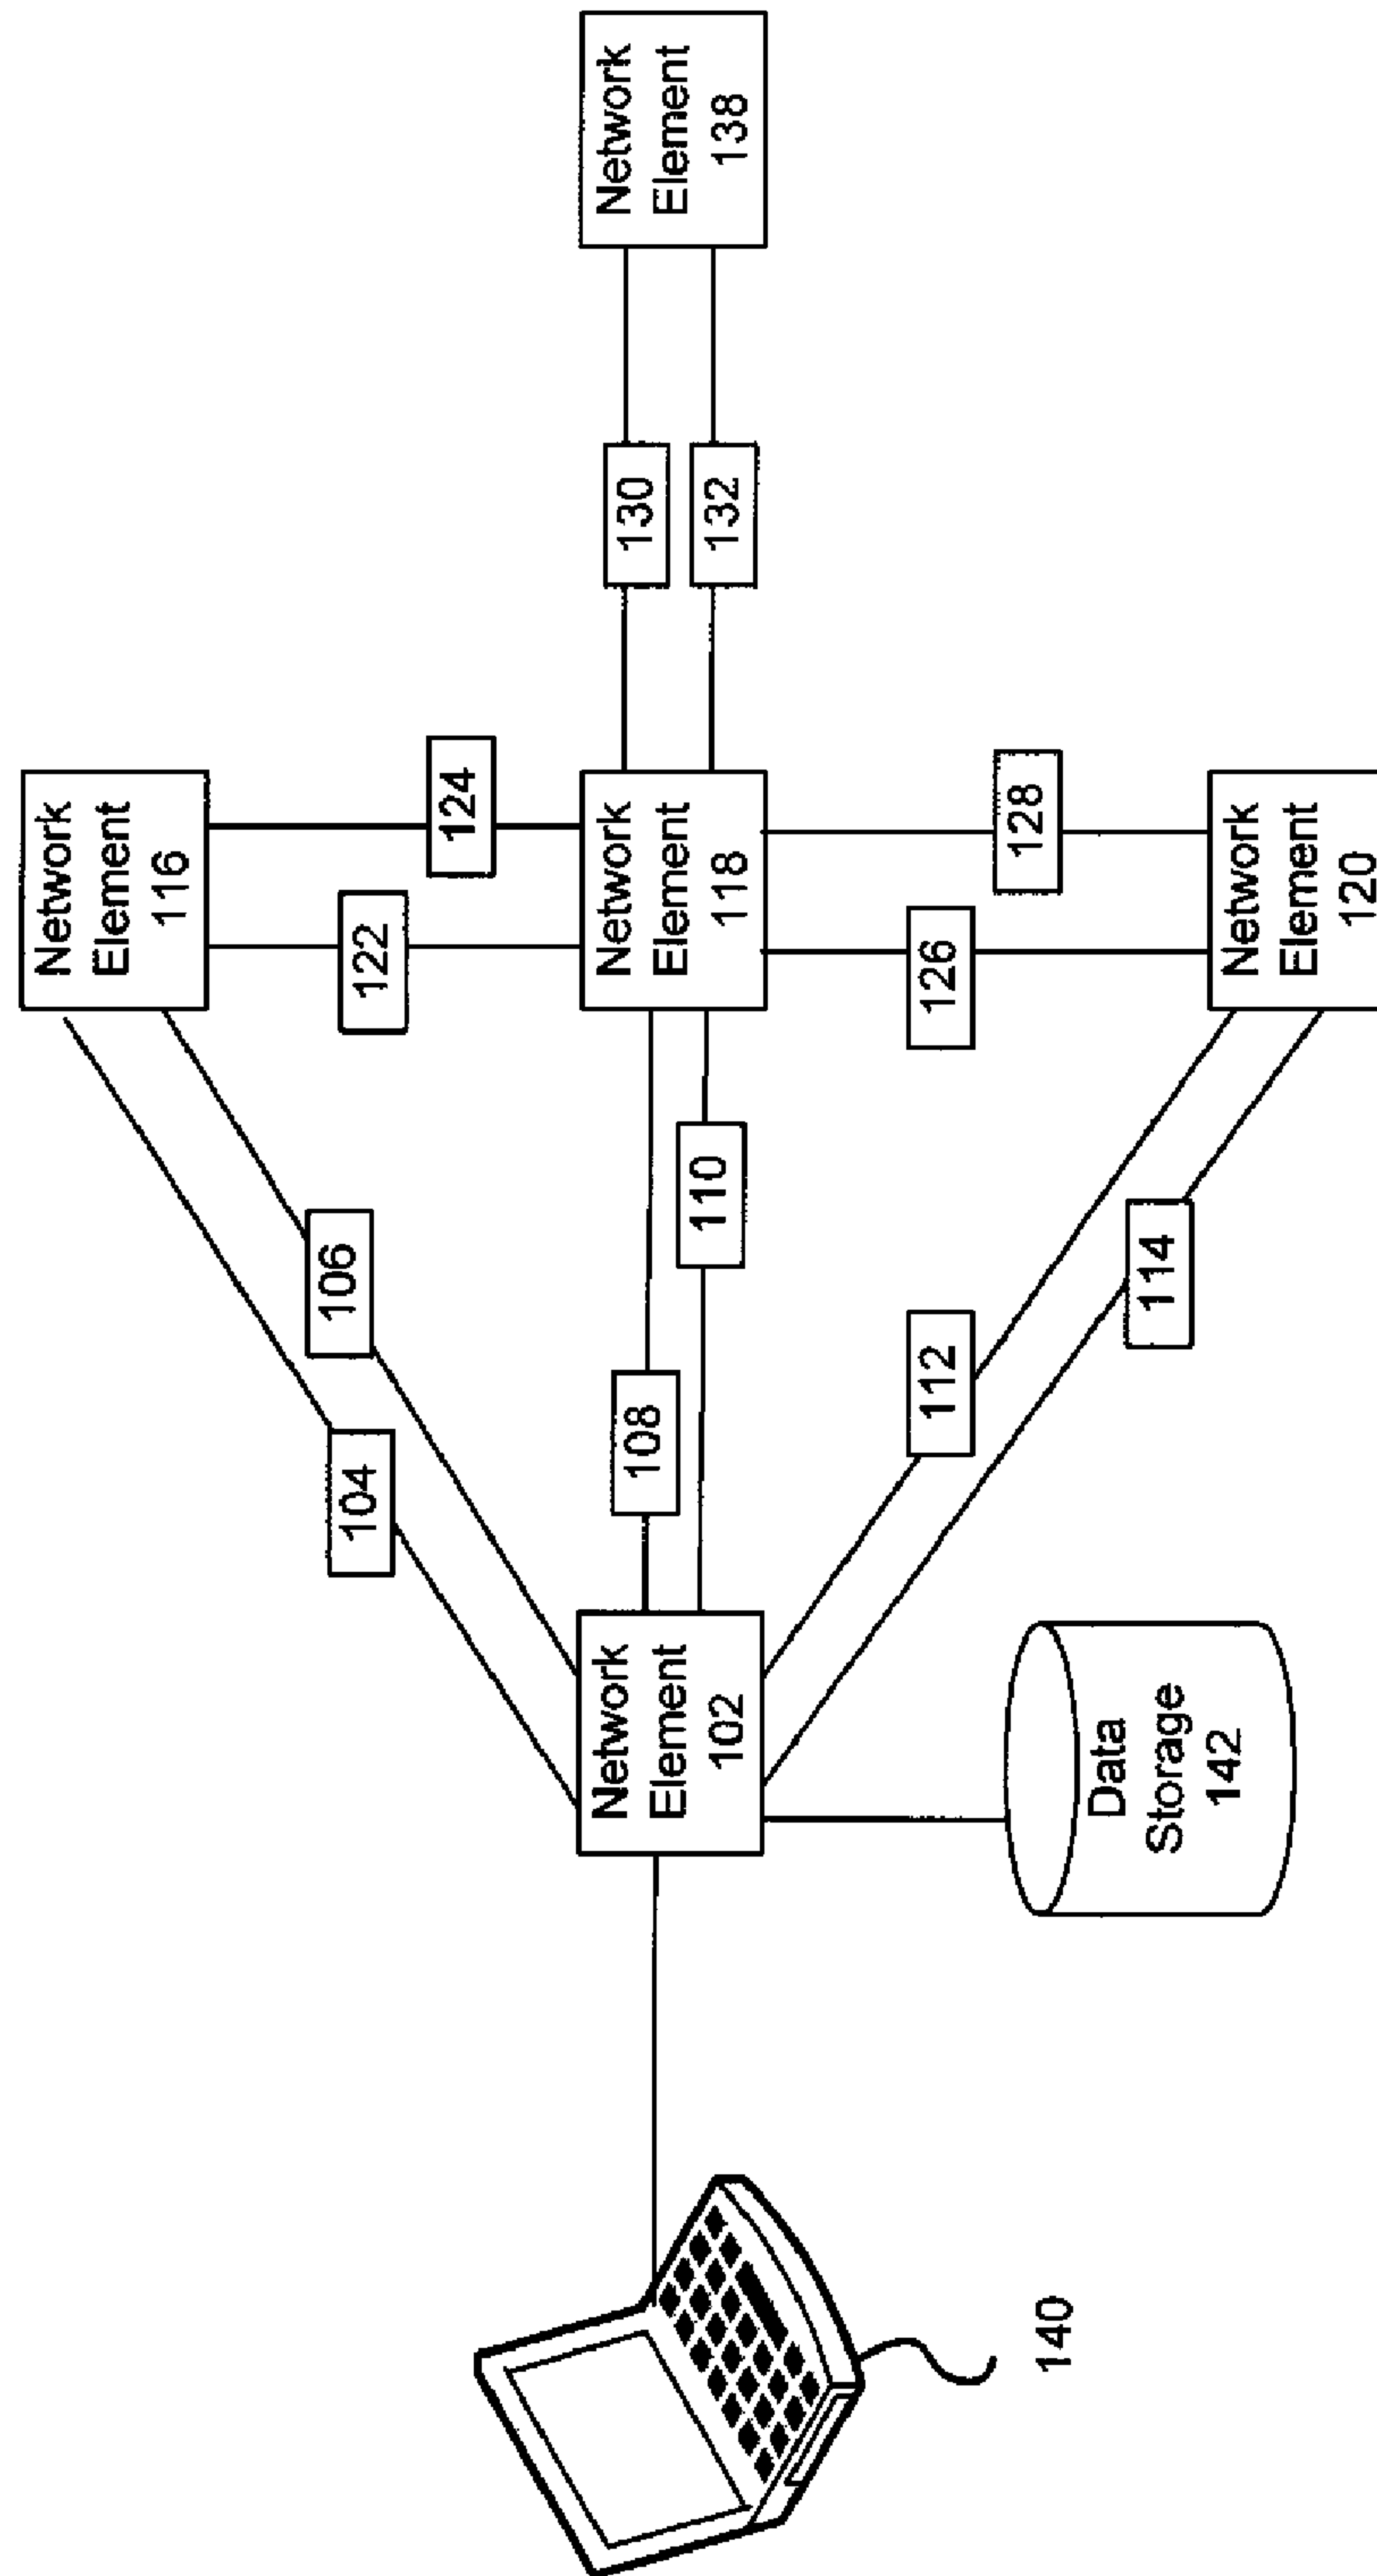 Network
Element
116
104
106
122
124
Network
Element
102
108
110
Network
Element
118
130
132
Network
Element
138
112
114
126
128
Network
Element
120
Data
Storage
142
140